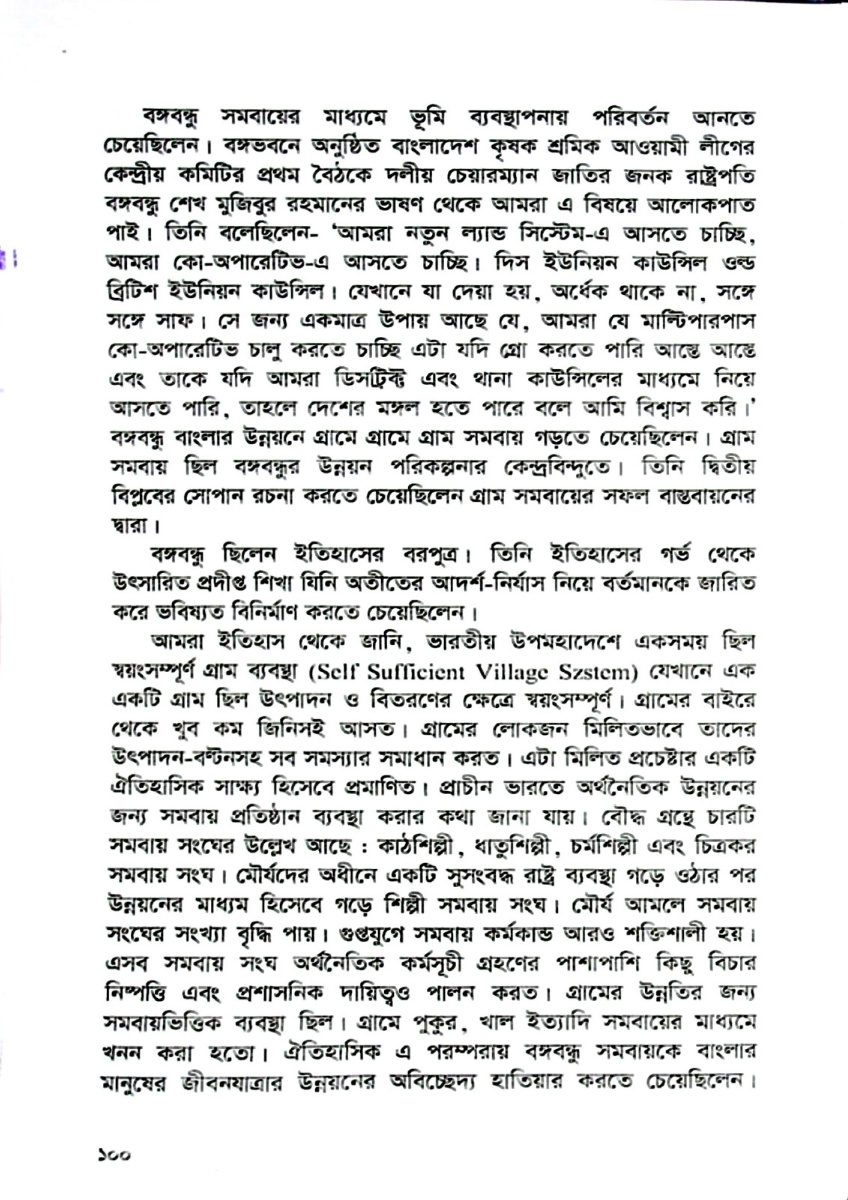 বঙ্গবন্ধু সমবায়ের মাধ্যমে ভূমি ব্যবস্থাপনায় পরিবর্তন আনতে
চেয়েছিলেন। বঙ্গভবনে অনুষ্ঠিত বাংলাদেশ কৃষক শ্রমিক আওয়ামী লীগের
কেন্দ্রীয় কমিটির প্রথম বৈঠকে দলীয় চেয়ারম্যান জাতির জনক রাষ্ট্রপতি
বঙ্গবন্ধু শেখ মুজিবুর রহমানের ভাষণ থেকে আমরা এ বিষয়ে আলোকপাত
পাই। তিনি বলেছিলেন- ‘আমরা নতুন ল্যান্ড সিস্টেম-এ আসতে চাচ্ছি,
আমরা কো-অপারেটিভ-এ আসতে চাচ্ছি। দিস ইউনিয়ন কাউন্সিল ওল্ড
ব্রিটিশ ইউনিয়ন কাউন্সিল। যেখানে যা দেয়া হয়, অর্ধেক থাকে না, সঙ্গে
সঙ্গে সাফ। সে জন্য একমাত্র উপায় আছে যে, আমরা যে মাল্টিপারপাস
কো-অপারেটিভ চালু করতে চাচ্ছি এটা যদি গ্রো করতে পারি আস্তে আস্তে
এবং তাকে যদি আমরা ডিসট্রিক্ট এবং থানা কাউন্সিলের মাধ্যমে নিয়ে
আসতে পারি, তাহলে দেশের মঙ্গল হতে পারে বলে আমি বিশ্বাস করি।’
বঙ্গবন্ধু বাংলার উন্নয়নে গ্রামে গ্রামে গ্রাম সমবায় গড়তে চেয়েছিলেন। গ্রাম
সমবায় ছিল বঙ্গবন্ধুর উন্নয়ন পরিকল্পনার কেন্দ্রবিন্দুতে। তিনি দ্বিতীয়
বিপ্লবের সোপান রচনা করতে চেয়েছিলেন গ্রাম সমবায়ের সফল বাস্তবায়নের
দ্বারা।
বঙ্গবন্ধু ছিলেন ইতিহাসের বরপুত্র। তিনি ইতিহাসের গর্ভ থেকে
উৎসারিত প্রদীপ্ত শিখা যিনি অতীতের আদর্শ-নির্যাস নিয়ে বর্তমানকে জারিত
করে ভবিষ্যত বিনির্মাণ করতে চেয়েছিলেন।
আমরা ইতিহাস থেকে জানি, ভারতীয় উপমহাদেশে একসময় ছিল
স্বয়ংসম্পূর্ণ গ্রাম ব্যবস্থা (Self Sufficient Village Szstem) যেখানে এক
একটি গ্রাম ছিল উৎপাদন ও বিতরণের ক্ষেত্রে স্বয়ংসম্পূর্ণ। গ্রামের বাইরে
থেকে খুব কম জিনিসই আসত। গ্রামের লোকজন মিলিতভাবে তাদের
উৎপাদন-বণ্টনসহ সব সমস্যার সমাধান করত। এটা মিলিত প্রচেষ্টার একটি
ঐতিহাসিক সাক্ষ্য হিসেবে প্রমাণিত। প্রাচীন ভারতে অর্থনৈতিক উন্নয়নের
জন্য সমবায় প্রতিষ্ঠান ব্যবস্থা করার কথা জানা যায়। বৌদ্ধ গ্রন্থে চারটি
সমবায় সংঘের উল্লেখ আছে : কাঠশিল্পী, ধাতুশিল্পী, চর্মশিল্পী এবং চিত্রকর
সমবায় সংঘ। মৌর্যদের অধীনে একটি সুসংবদ্ধ রাষ্ট্র ব্যবস্থা গড়ে ওঠার পর
উন্নয়নের মাধ্যম হিসেবে গড়ে শিল্পী সমবায় সংঘ। মৌর্য আমলে সমবায়
সংঘের সংখ্যা বৃদ্ধি পায়। গুপ্তযুগে সমবায় কর্মকান্ড আরও শক্তিশালী হয়।
এসব সমবায় সংঘ অর্থনৈতিক কর্মসূচী গ্রহণের পাশাপাশি কিছু বিচার
নিষ্পত্তি এবং প্রশাসনিক দায়িত্বও পালন করত। গ্রামের উন্নতির জন্য
সমবায়ভিত্তিক ব্যবস্থা ছিল। গ্রামে পুকুর, খাল ইত্যাদি সমবায়ের মাধ্যমে
খনন করা হতো। ঐতিহাসিক এ পরম্পরায় বঙ্গবন্ধু সমবায়কে বাংলার
মানুষের জীবনযাত্রার উন্নয়নের অবিচ্ছেদ্য হাতিয়ার করতে চেয়েছিলেন।
১০০